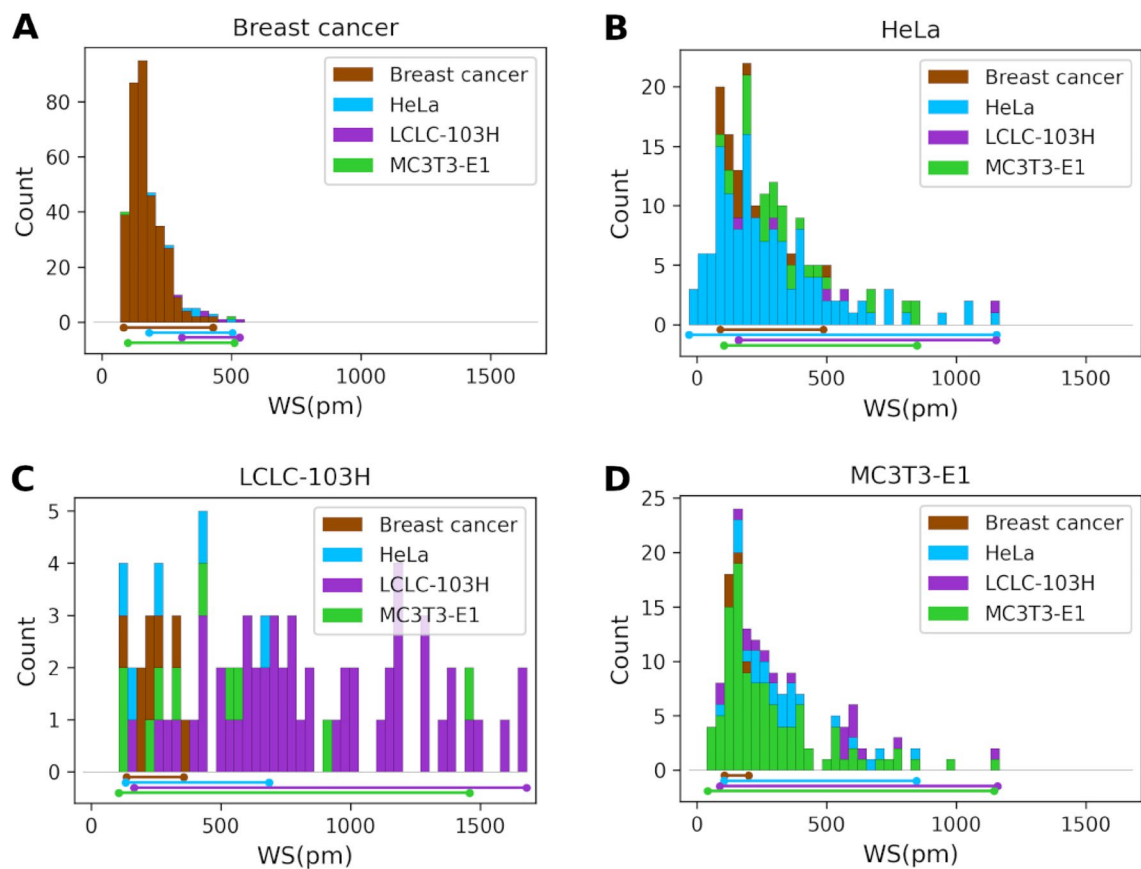 A
Breast cancer
Breast cancer
HeLa
LCLC-103H
MC3T3-E1
80
60
40
20
0
Count
0 500 1000 1500
WS(pm)
B
HeLa
Breast cancer
HeLa
LCLC-103H
MC3T3-E1
20
15
10
5
0
Count
0 500 1000 1500
WS(pm)
C
LCLC-103H
Breast cancer
HeLa
LCLC-103H
MC3T3-E1
5
4
3
2
1
0
Count
0 500 1000 1500
WS(pm)
D
MC3T3-E1
Breast cancer
HeLa
LCLC-103H
MC3T3-E1
25
20
15
10
5
0
Count
0 500 1000 1500
WS(pm)